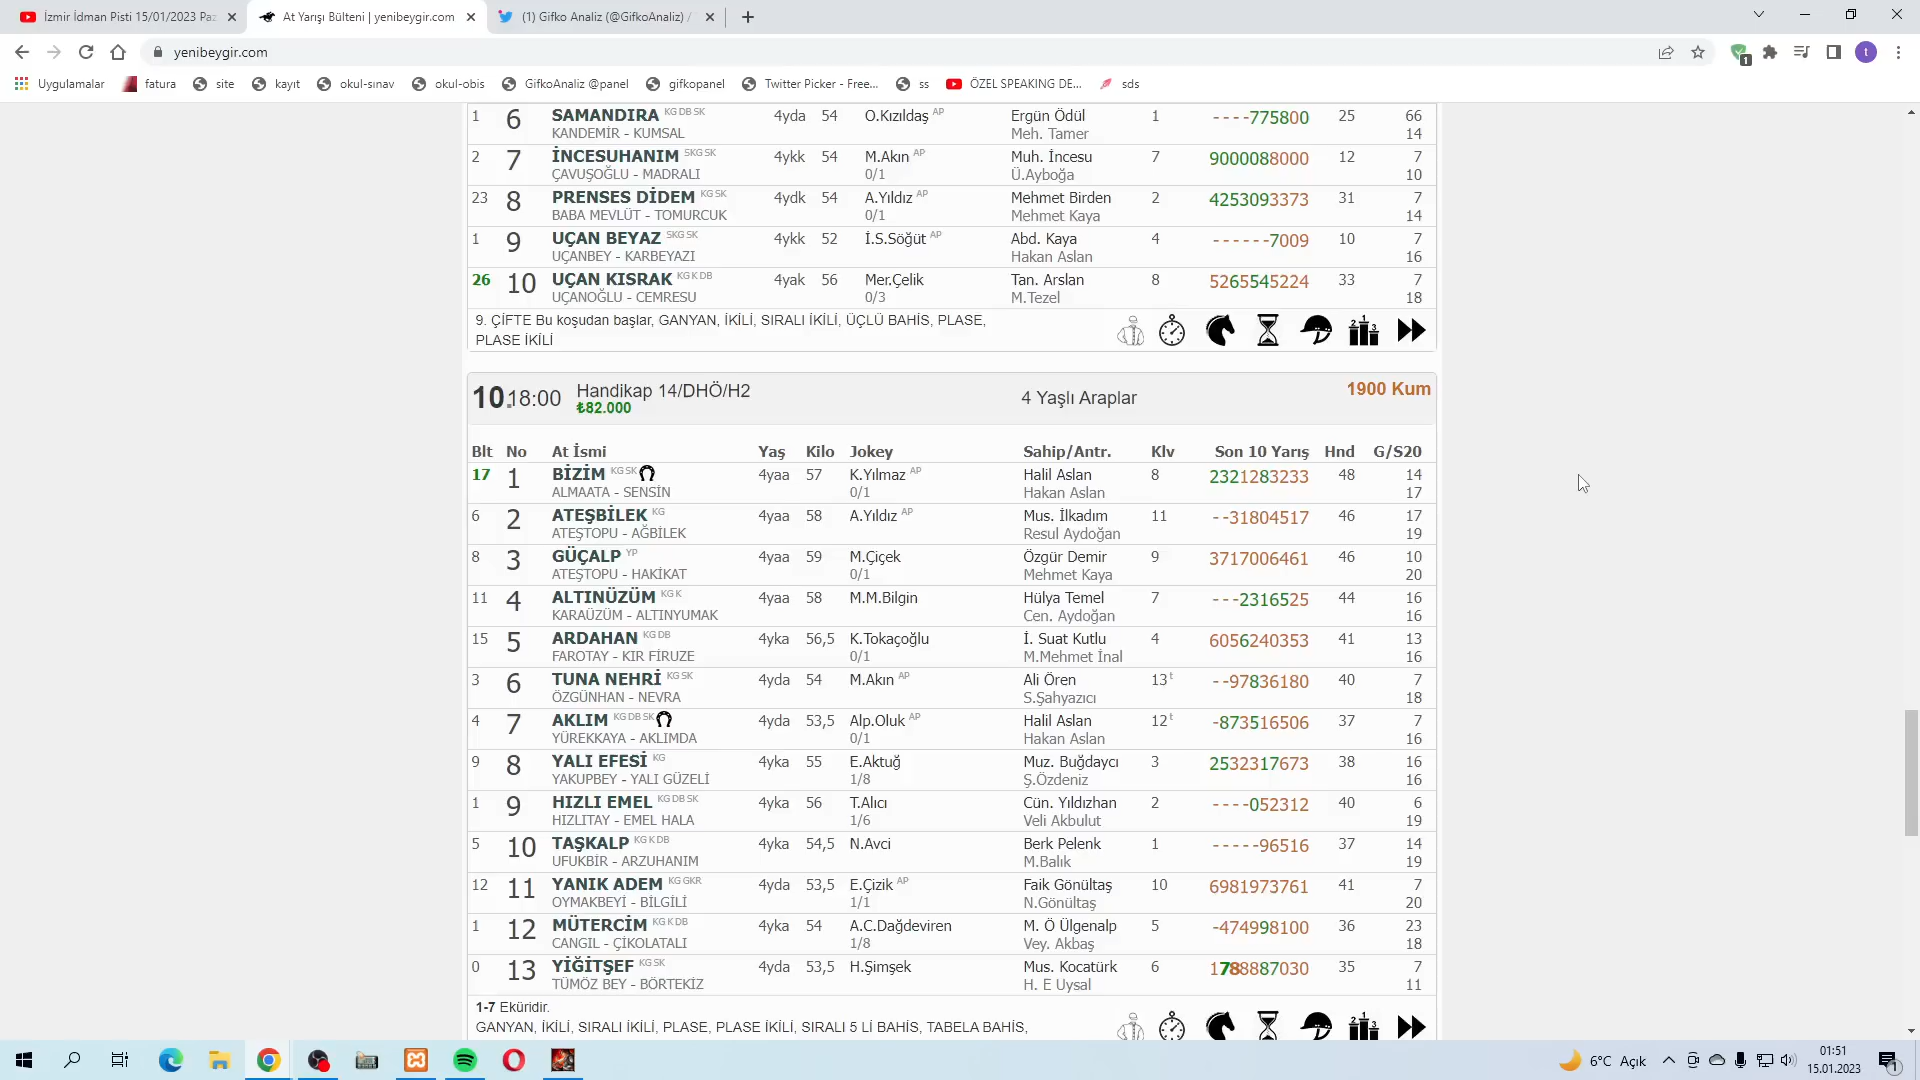 İzmir İdman Pisti 15/01/2023 Paz
At Yarışı Bülteni | yenibeygir.com
(1) Gifko Analiz (@GifkoAnaliz) /
yenibeygir.com
t
1
Uygulamalar fatura site kayıt okul-sınav okul-obis GifkoAnaliz @panel gifkopanel Twitter Picker - Free... ss ÖZEL SPEAKING DE... sds
1 6 SAMANDIRA KG DB SK 4yda 54 O.Kızıldaş AP Ergün Ödül 1 ----775800 25 66
KANDEMİR - KUMSAL Meh. Tamer 14
2 7 İNCESUHANIM SKG SK 4ykk 54 M.Akın AP Muh. İncesu 7 9000088000 12 7
ÇAVUŞOĞLU - MADRALI 0/1 Ü.Ayboğa 10
23 8 PRENSES DİDEM KG SK 4ydk 54 A.Yıldız AP Mehmet Birden 2 4253093373 31 7
BABA MEVLÜT - TOMURCUK 0/1 Mehmet Kaya 14
1 9 UÇAN BEYAZ SKG SK 4ykk 52 İ.S.Söğüt AP Abd. Kaya 4 ------7009 10 7
UÇANBEY - KARBEYAZI Hakan Aslan 16
26 10 UÇAN KISRAK KG K DB 4yak 56 Mer.Çelik Tan. Arslan 8 5265545224 33 7
UÇANOĞLU - CEMRESU 0/3 M.Tezel 18
9. ÇİFTE Bu koşudan başlar, GANYAN, İKİLİ, SIRALI İKİLİ, ÜÇLÜ BAHİS, PLASE,
PLASE İKİLİ
10. 18:00 Handikap 14/DHÖ/H2 4 Yaşlı Araplar 1900 Kum
₺82.000
Blt No At İsmi Yaş Kilo Jokey Sahip/Antr. Klv Son 10 Yarış Hnd G/S20
17 1 BİZİM KG SK 4yaa 57 K.Yılmaz AP Halil Aslan 8 2321283233 48 14
ALMAATA - SENSİN 0/1 Hakan Aslan 17
6 2 ATEŞBİLEK KG 4yaa 58 A.Yıldız AP Mus. İlkadım 11 --31804517 46 17
ATEŞTOPU - AĞBİLEK Resul Aydoğan 19
8 3 GÜÇALP YP 4yaa 59 M.Çiçek Özgür Demir 9 3717006461 46 10
ATEŞTOPU - HAKİKAT 0/1 Mehmet Kaya 20
11 4 ALTINÜZÜM KG K 4yaa 58 M.M.Bilgin Hülya Temel 7 ---2316525 44 16
KARAÜZÜM - ALTINYUMAK Cen. Aydoğan 16
15 5 ARDAHAN KG DB 4yka 56,5 K.Tokaçoğlu İ. Suat Kutlu 4 6056240353 41 13
FAROTAY - KIR FİRUZE 0/1 M.Mehmet İnal 16
3 6 TUNA NEHRİ KG SK 4yda 54 M.Akın AP Ali Ören 13 t --97836180 40 7
ÖZGÜNHAN - NEVRA S.Şahyazıcı 18
4 7 AKLIM KG DB SK 4yda 53,5 Alp.Oluk AP Halil Aslan 12 t -873516506 37 7
YÜREKKAYA - AKLIMDA 0/1 Hakan Aslan 16
9 8 YALI EFESİ KG 4yka 55 E.Aktuğ Muz. Buğdaycı 3 2532317673 38 16
YAKUPBEY - YALI GÜZELİ 1/8 Ş.Özdeniz 16
1 9 HIZLI EMEL KG DB SK 4yka 56 T.Alıcı Cün. Yıldızhan 2 ----052312 40 6
HIZLITAY - EMEL HALA 1/6 Veli Akbulut 19
5 10 TAŞKALP KG K DB 4yka 54,5 N.Avci Berk Pelenk 1 -----96516 37 14
UFUKBİR - ARZUHANIM M.Balık 19
12 11 YANIK ADEM KG GKR 4yda 53,5 E.Çizik AP Faik Gönültaş 10 6981973761 41 7
OYMAKBEYİ - BİLGİLİ 1/1 N.Gönültaş 20
1 12 MÜTERCİM KG K DB 4yka 54 A.C.Dağdeviren M. Ö Ülgenalp 5 -474998100 36 23
CANGIL - ÇİKOLATALI 1/8 Vey. Akbaş 18
0 13 YİĞİTŞEF KG SK 4yda 53,5 H.Şimşek Mus. Kocatürk 6 1788887030 35 7
TÜMÖZ BEY - BÖRTEKİZ H. E Uysal 11
1-7 Eküridir.
GANYAN, İKİLİ, SIRALI İKİLİ, PLASE, PLASE İKİLİ, SIRALI 5 Lİ BAHİS, TABELA BAHİS,
6°C Açık 01:51
15.01.2023
1